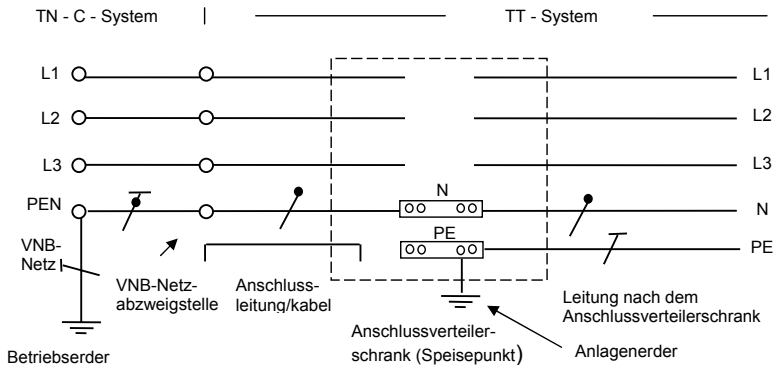 TN - C - System
TT - System
L1
L1
L2
L2
L3
L3
PEN
N
N
PE
PE
VNB-
Netz
VNB-Netz-
abzweigstelle
Anschluss-
leitung/kabel
Leitung nach dem
Anschlussverteilerschrank
Anschlussverteiler-
schrank (Speisepunkt)
Anlagenerder
Betriebserder